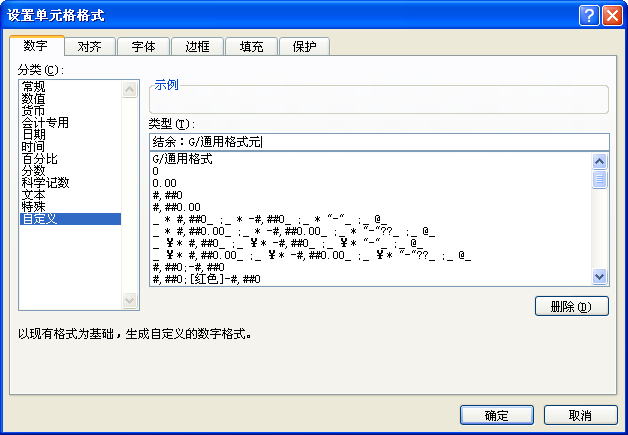 设置单元格格式
数字 对齐 字体 边框 填充 保护
分类(C):
常规
数值
货币
会计专用
日期
时间
百分比
分数
科学记数
文本
特殊
自定义
示例
类型(T):
结余：G/通用格式元
G/通用格式
0
0.00
#,##0
#,##0.00
_ * #,##0_ ;_ * -#,##0_ ;_ * "-"_ ;_ @_
_ * #,##0.00_ ;_ * -#,##0.00_ ;_ * "-"??_ ;_ @_
_ ¥* #,##0_ ;_ ¥* -#,##0_ ;_ ¥* "-"_ ;_ @_
_ ¥* #,##0.00_ ;_ ¥* -#,##0.00_ ;_ ¥* "-"??_ ;_ @_
#,##0;-#,##0
#,##0;[红色]-#,##0
删除(D)
以现有格式为基础，生成自定义的数字格式。
确定 取消